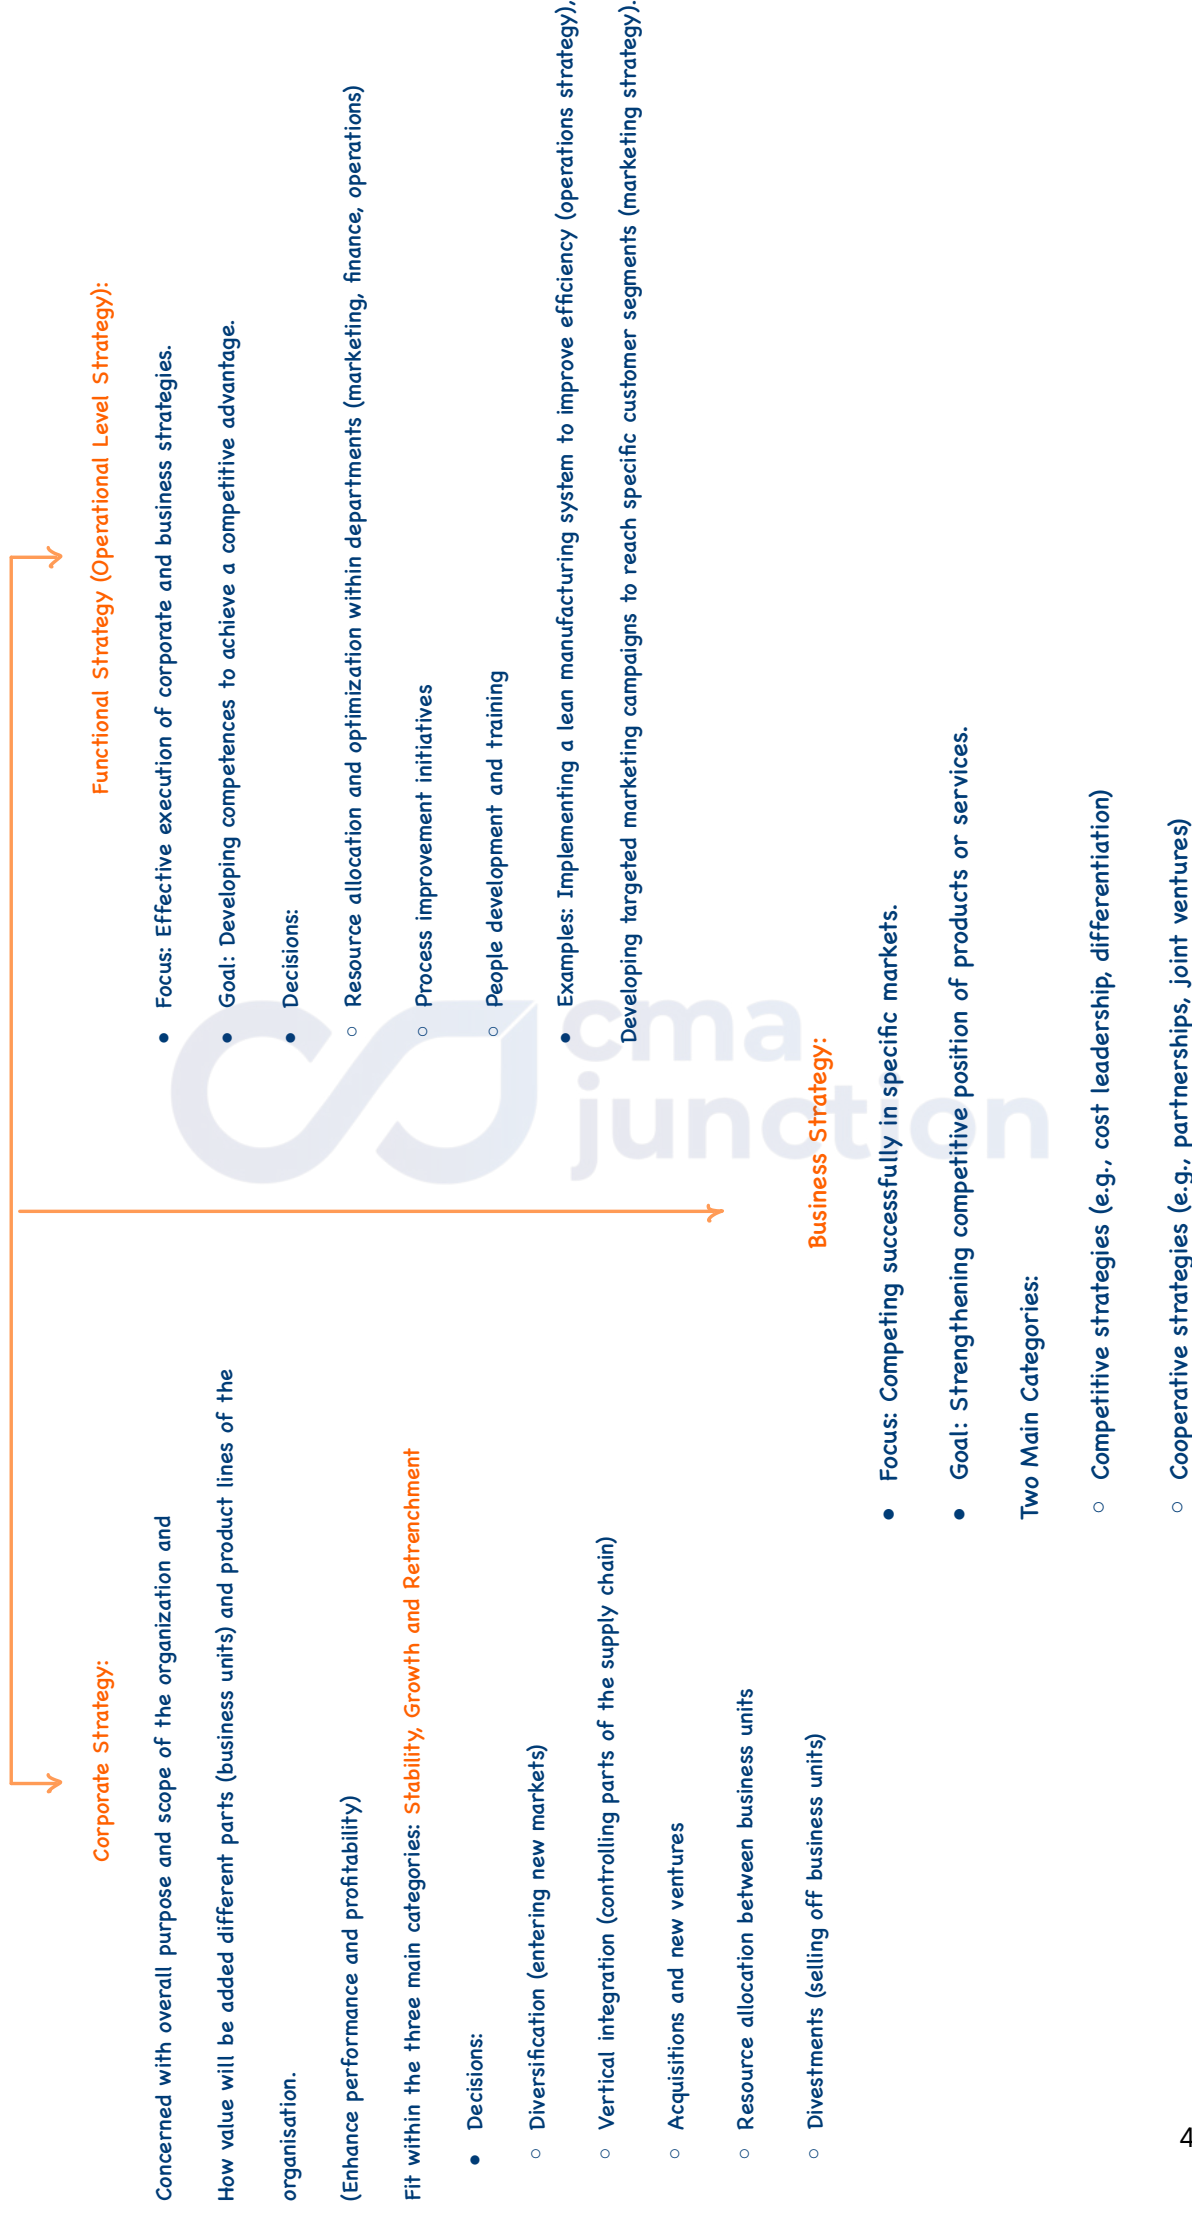 Corporate Strategy:
Concerned with overall purpose and scope of the organization and
How value will be added different parts (business units) and product lines of the
organisation.
(Enhance performance and profitability)
Fit within the three main categories: Stability, Growth and Retrenchment
● Decisions:
○ Diversification (entering new markets)
○ Vertical integration (controlling parts of the supply chain)
○ Acquisitions and new ventures
○ Resource allocation between business units
○ Divestments (selling off business units)
Business Strategy:
● Focus: Competing successfully in specific markets.
● Goal: Strengthening competitive position of products or services.
Two Main Categories:
○ Competitive strategies (e.g., cost leadership, differentiation)
○ Cooperative strategies (e.g., partnerships, joint ventures)
Functional Strategy (Operational Level Strategy):
● Focus: Effective execution of corporate and business strategies.
● Goal: Developing competences to achieve a competitive advantage.
● Decisions:
○ Resource allocation and optimization within departments (marketing, finance, operations)
○ Process improvement initiatives
○ People development and training
● Examples: Implementing a lean manufacturing system to improve efficiency (operations strategy),
Developing targeted marketing campaigns to reach specific customer segments (marketing strategy).
cma
junction
4